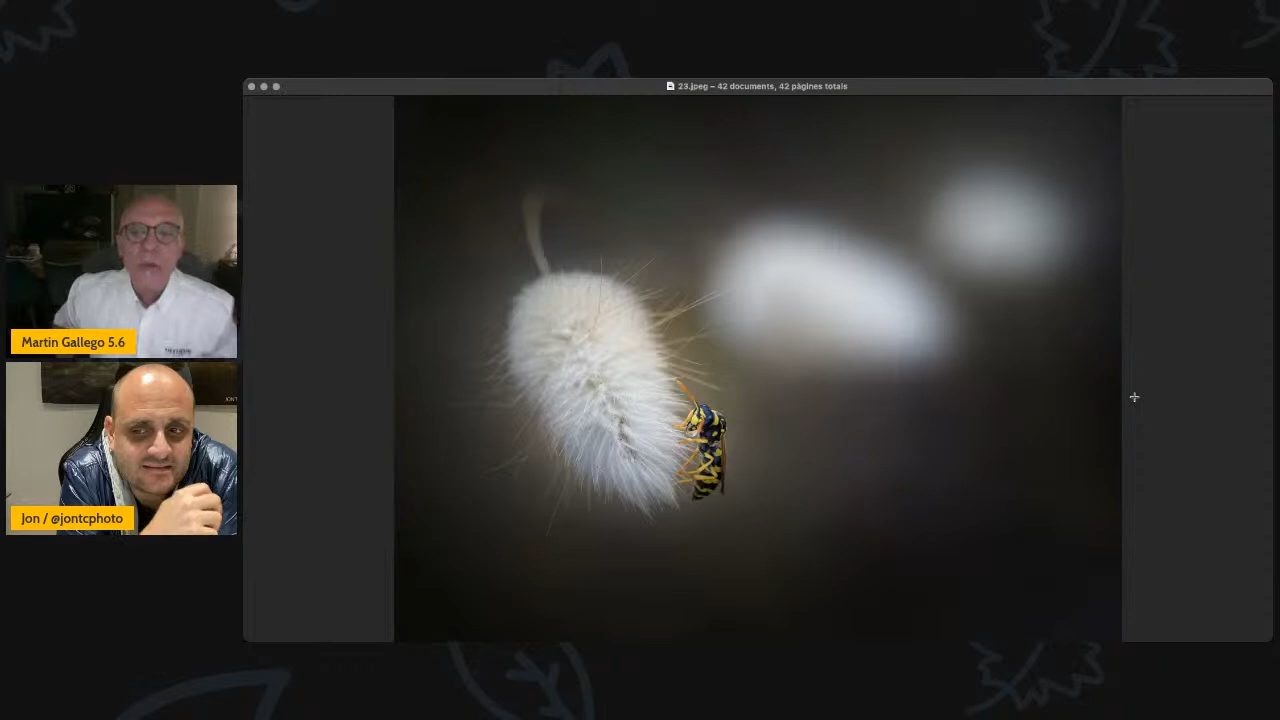 23.jpeg – 42 documents, 42 pàgines totals
Martin Gallego 5.6
Jon / @jontcphoto